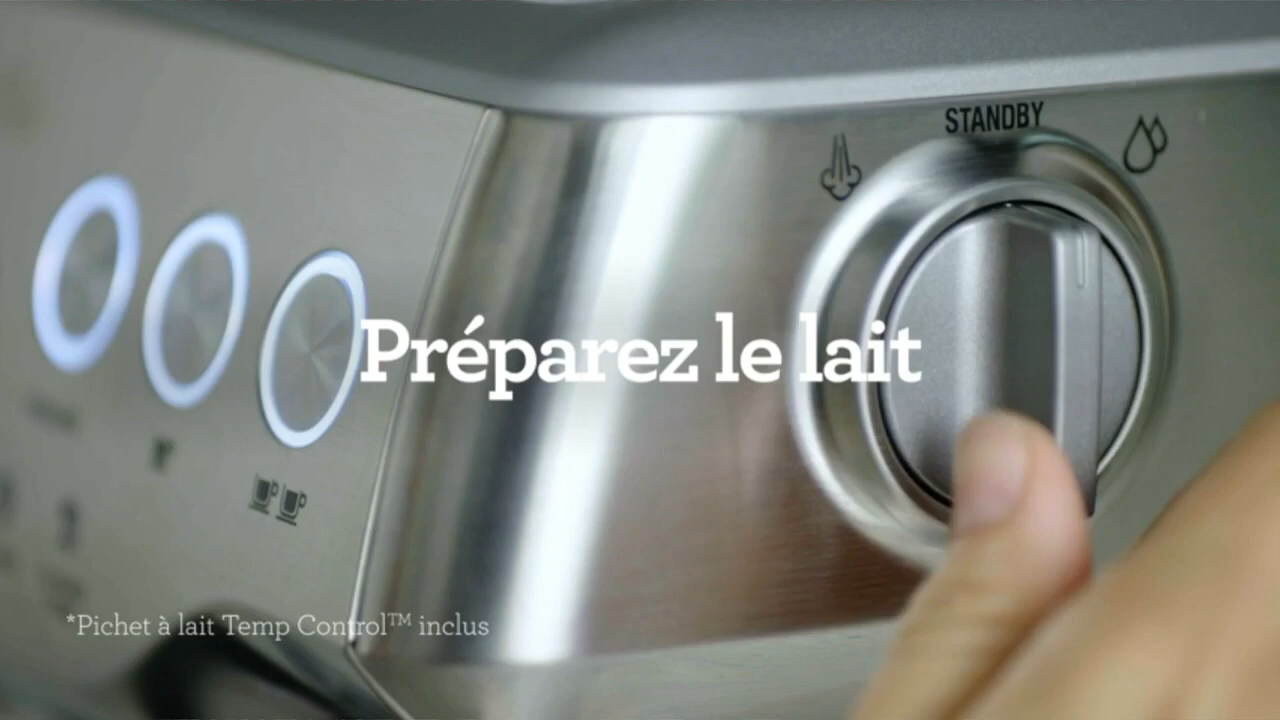 STANDBY
Préparez le lait
*Pichet à lait Temp Control™ inclus